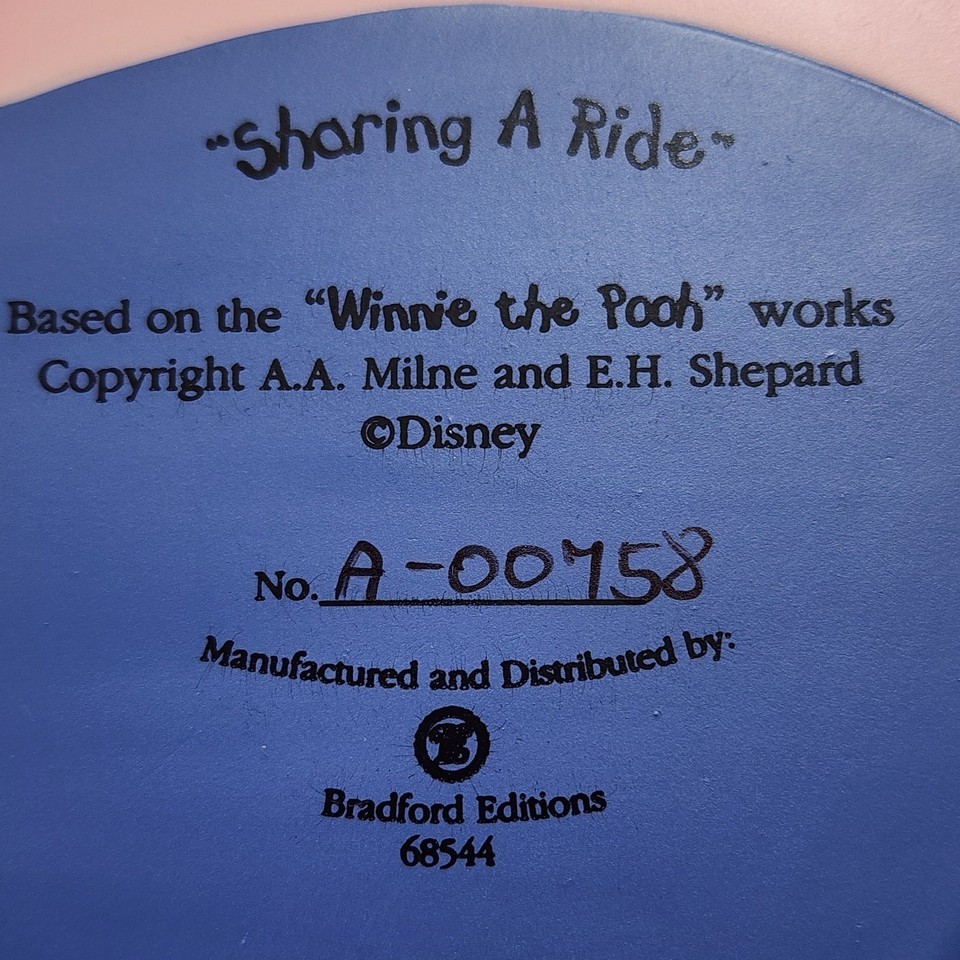 "Sharing A Ride"
Based on the "Winnie the Pooh" works
Copyright A.A. Milne and E.H. Shepard
©Disney
No. A-00758
Manufactured and Distributed by:
B
Bradford Editions
68544